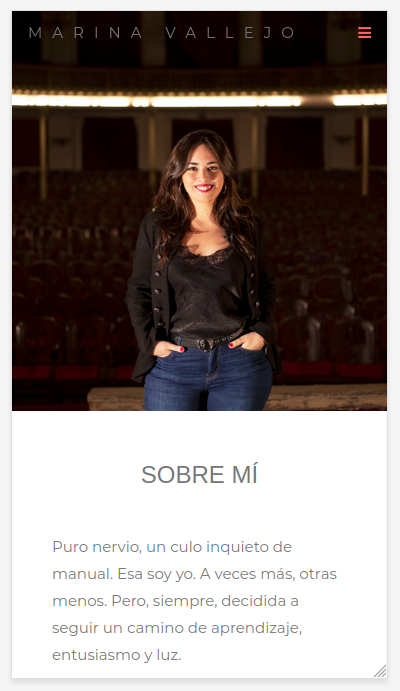 MARINA VALLEJO
SOBRE MÍ
Puro nervio, un culo inquieto de
manual. Esa soy yo. A veces más, otras
menos. Pero, siempre, decidida a
seguir un camino de aprendizaje,
entusiasmo y luz.